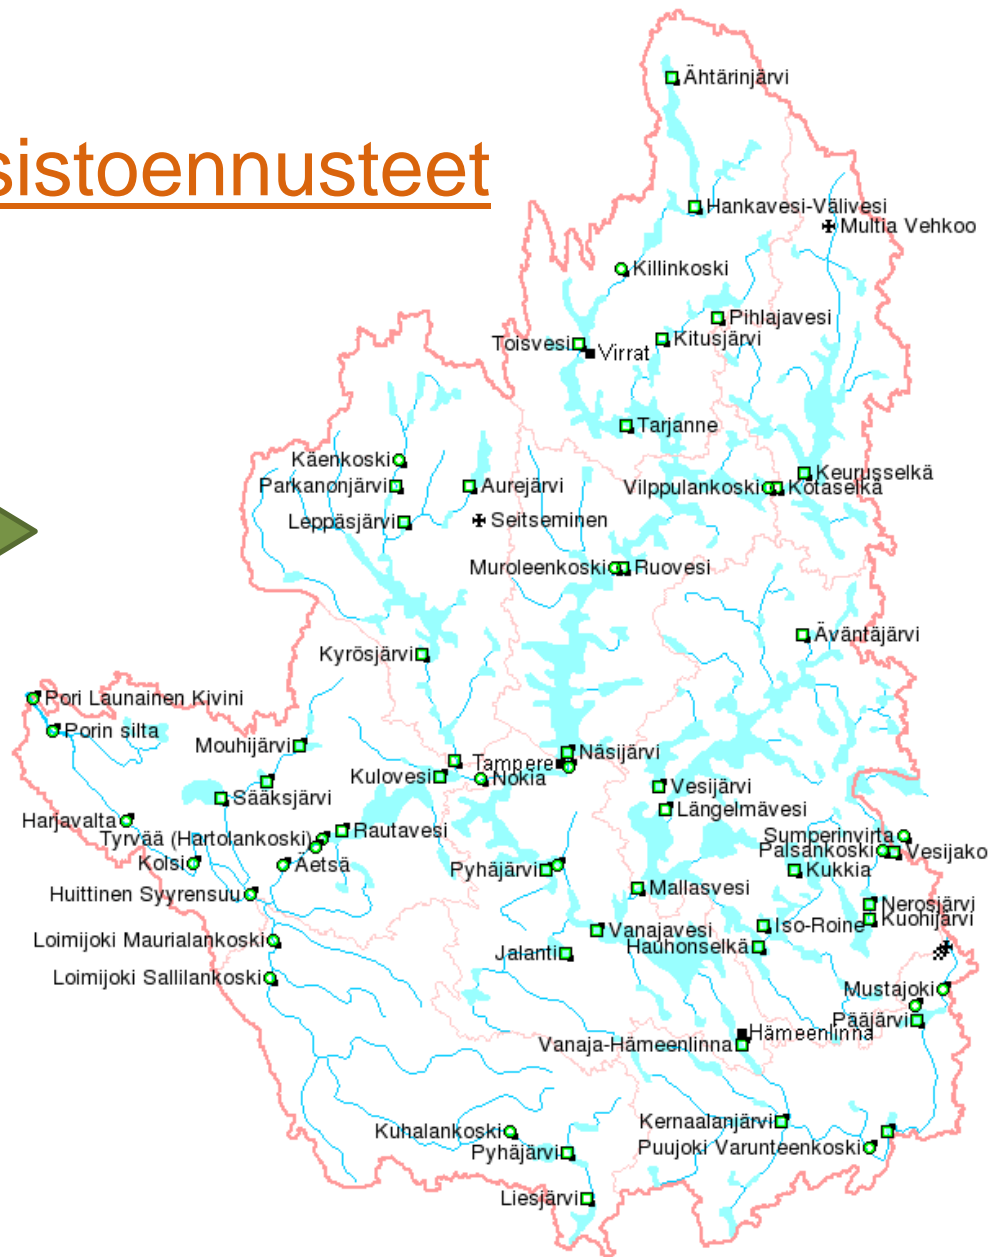 Ähtärinjärvi
sistoennusteet
Hankavesi-Välivesi
Multia Vehkoo
Killinkoski
Pihlajavesi
Toisvesi
Virrat
Kitusjärvi
Tarjanne
Käenkoski
Keurusselkä
Parkanonjärvi
Aurejärvi
Vilppulankoski
Kotaselkä
Leppäsjärvi
Seitseminen
Muroleenkoski
Ruovesi
Äväntäjärvi
Kyrösjärvi
Pori Launainen Kivini
Porin silta
Mouhijärvi
Näsijärvi
Tampere
Kulovesi
Nokia
Vesijärvi
Sääksjärvi
Längelmävesi
Harjavalta
Rautavesi
Tyrvää (Hartolankoski)
Sumperinvirta
Palsankoski
Vesijako
Kolsi
Äetsä
Pyhäjärvi
Kukkia
Mallasvesi
Huittinen Syyrensuu
Nerosjärvi
Kuohijärvi
Iso-Roine
Vanajavesi
Hauhonselkä
Loimijoki Maurialankoski
Jalanti
Loimijoki Sallilankoski
Mustajoki
Pääjärvi
Hämeenlinna
Vanaja-Hämeenlinna
Kernaalanjärvi
Kuhalankoski
Puujoki Varunteenkoski
Pyhäjärvi
Liesjärvi